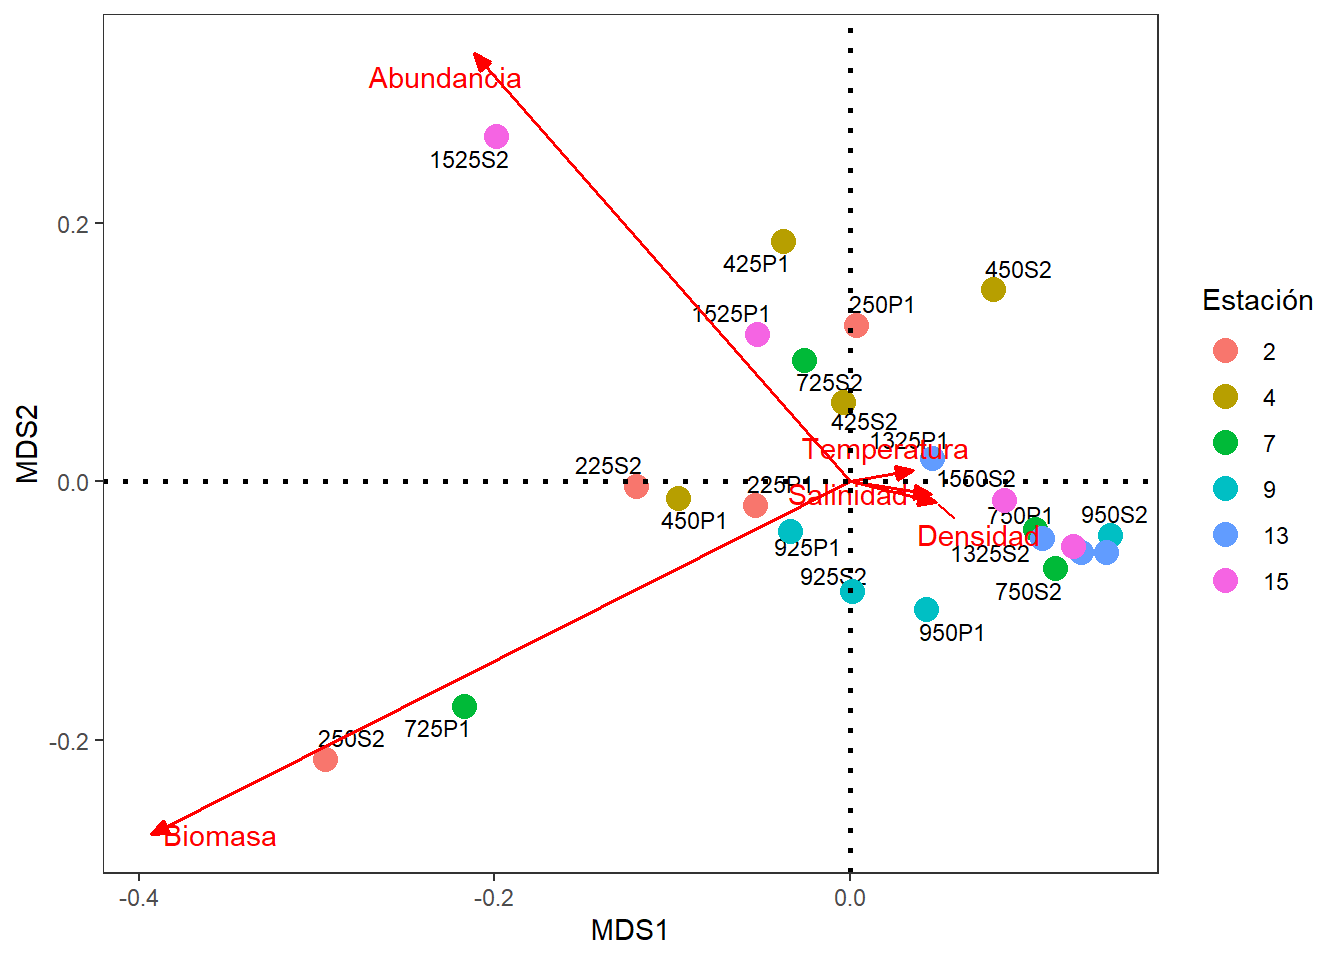 Abundancia
1525S2
0.2
425P1
450S2
250P1
1525P1
725S2
425S2
1325P1
Temperatura
225S2
225P1
1550S2
0.0
Salinidad
450P1
750P1
950S2
Densidad
925P1
1325S2
925S2
750S2
950P1
725P1
250S2
-0.2
Biomasa
-0.4
-0.2
0.0
MDS1
MDS2
Estación
2
4
7
9
13
15